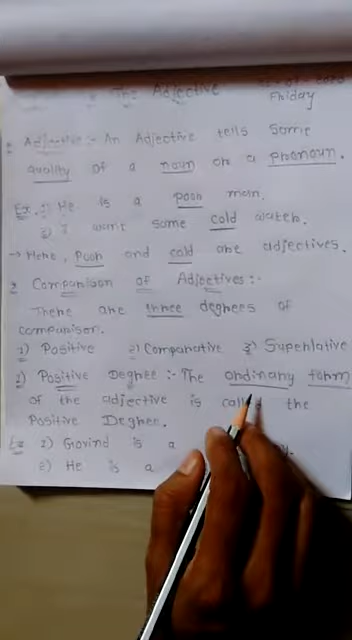 The Adjective
Friday
Adjective :- An Adjective tells some
quality of a noun or a pronoun.
Ex. 1) He is a poor man.
2) I want some cold water.
→ Here, poor and cold are adjectives.
Comparison of Adjectives :-
There are three degrees of
comparison.
1) Positive 2) Comparative 3) Superlative
1) Positive Degree :- The ordinary form
of the adjective is called the
Positive Degree.
Ex 1) Govind is a
2) He is a